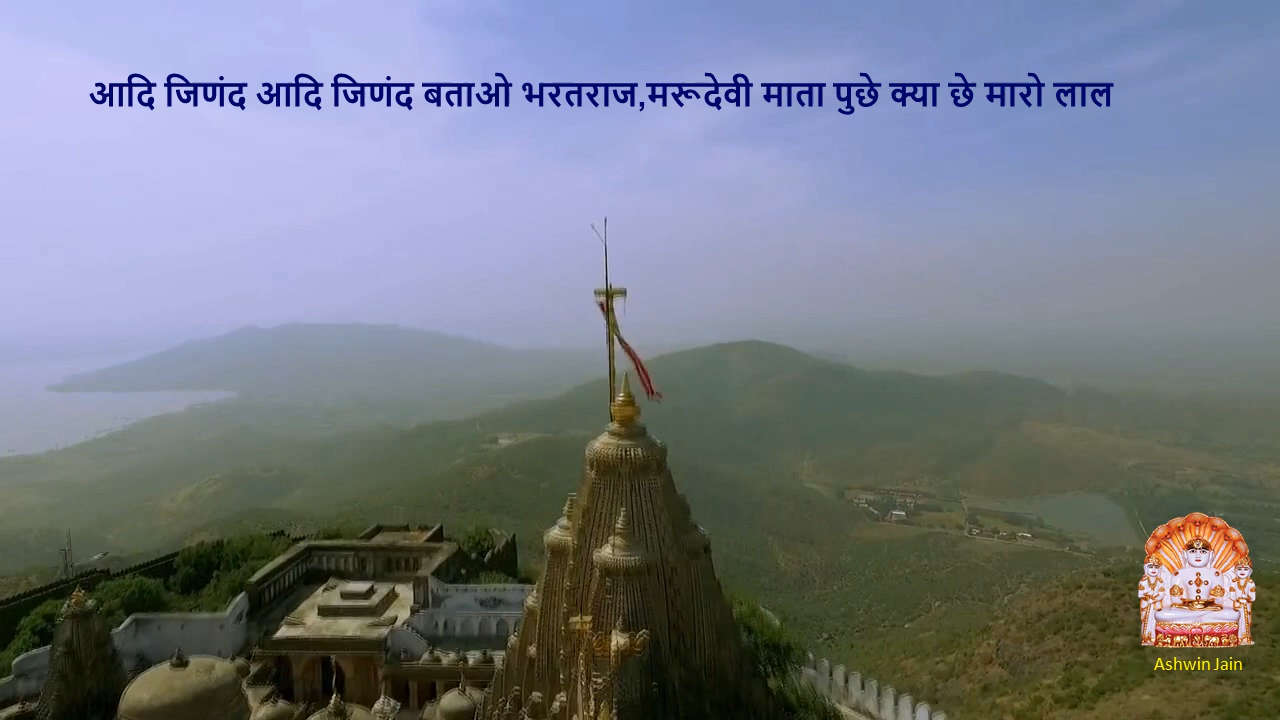 आदि जिणंद आदि जिणंद बताओ भरतराज,मरूदेवी माता पुछे क्या छे मारो लाल
Ashwin Jain